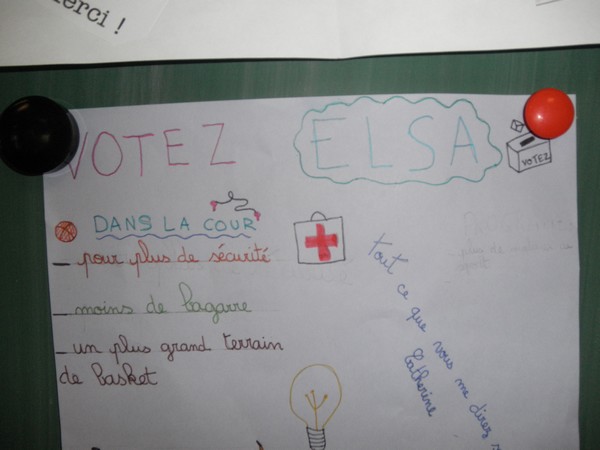 erci !
VOTEZ ELSA
VOTEZ
DANS LA COUR
_ pour plus de sécurité
_ moins de bagarre
_ un plus grand terrain
de basket
tout ce que vous me direz
Catherine